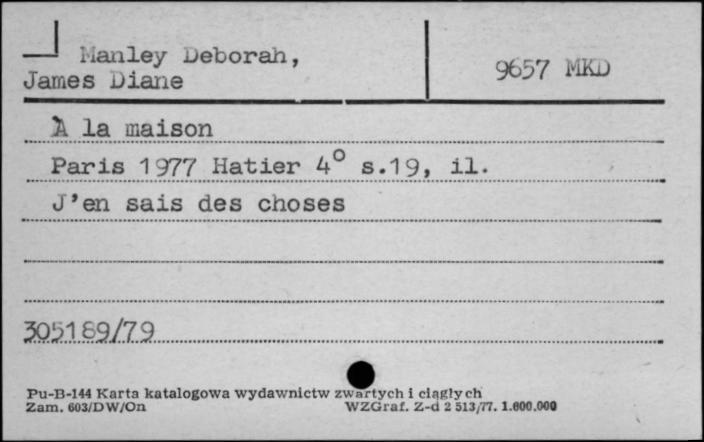 Manley Deborah,
James Diane
9657 MKD
À la maison
Paris 1977 Hatier 4° s.19, il.
J'en sais des choses
305189/79
Pu-B-144 Karta katalogowa wydawnictw zwartych i ciągłych
Zam. 603/DW/On WZGraf. Z-d 2 513/77. 1.600.000